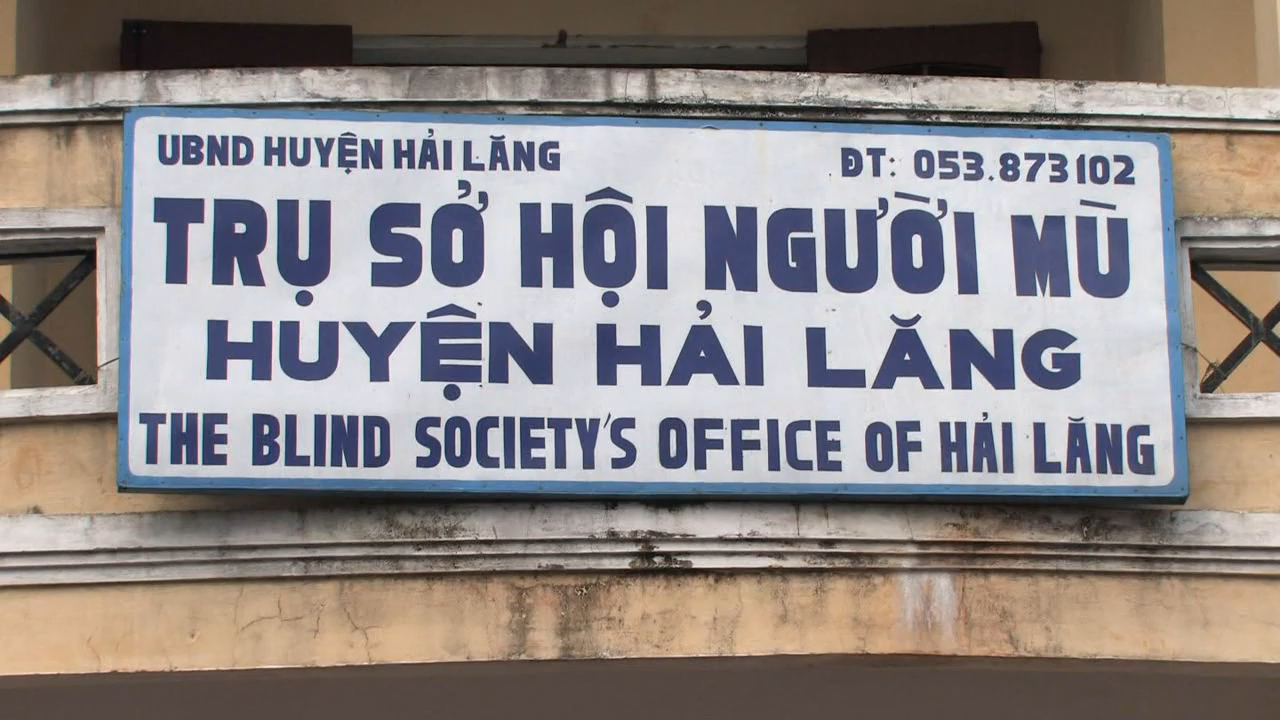 UBND HUYỆN HẢI LĂNG ĐT: 053.873102
TRỤ SỞ HỘI NGƯỜI MÙ
HUYỆN HẢI LĂNG
THE BLIND SOCIETY'S OFFICE OF HẢI LĂNG